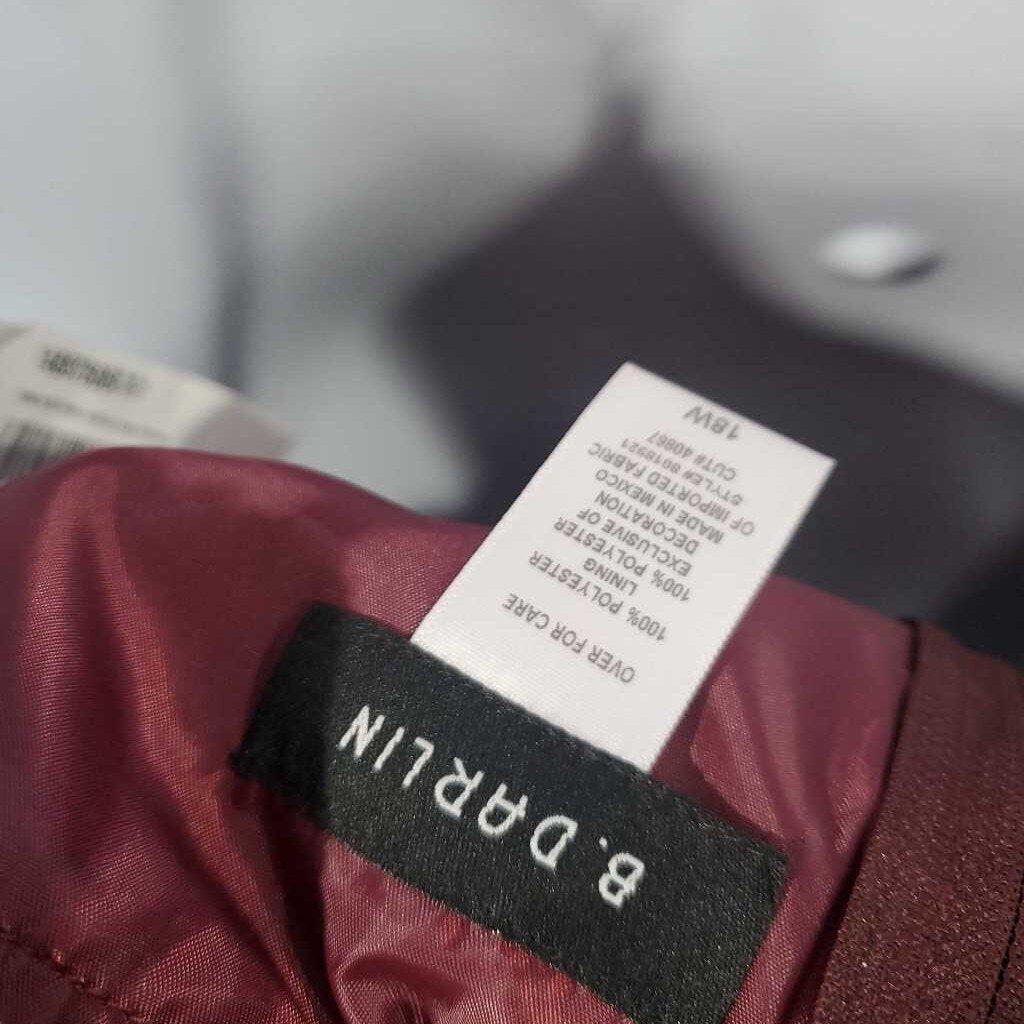 B. DARLIN
OVER FOR CARE
100% POLYESTER
LINING
100% POLYESTER
EXCLUSIVE OF
DECORATION
MADE IN MEXICO
OF IMPORTED FABRIC
STYLE# 8018921
CUT# 40867
18W